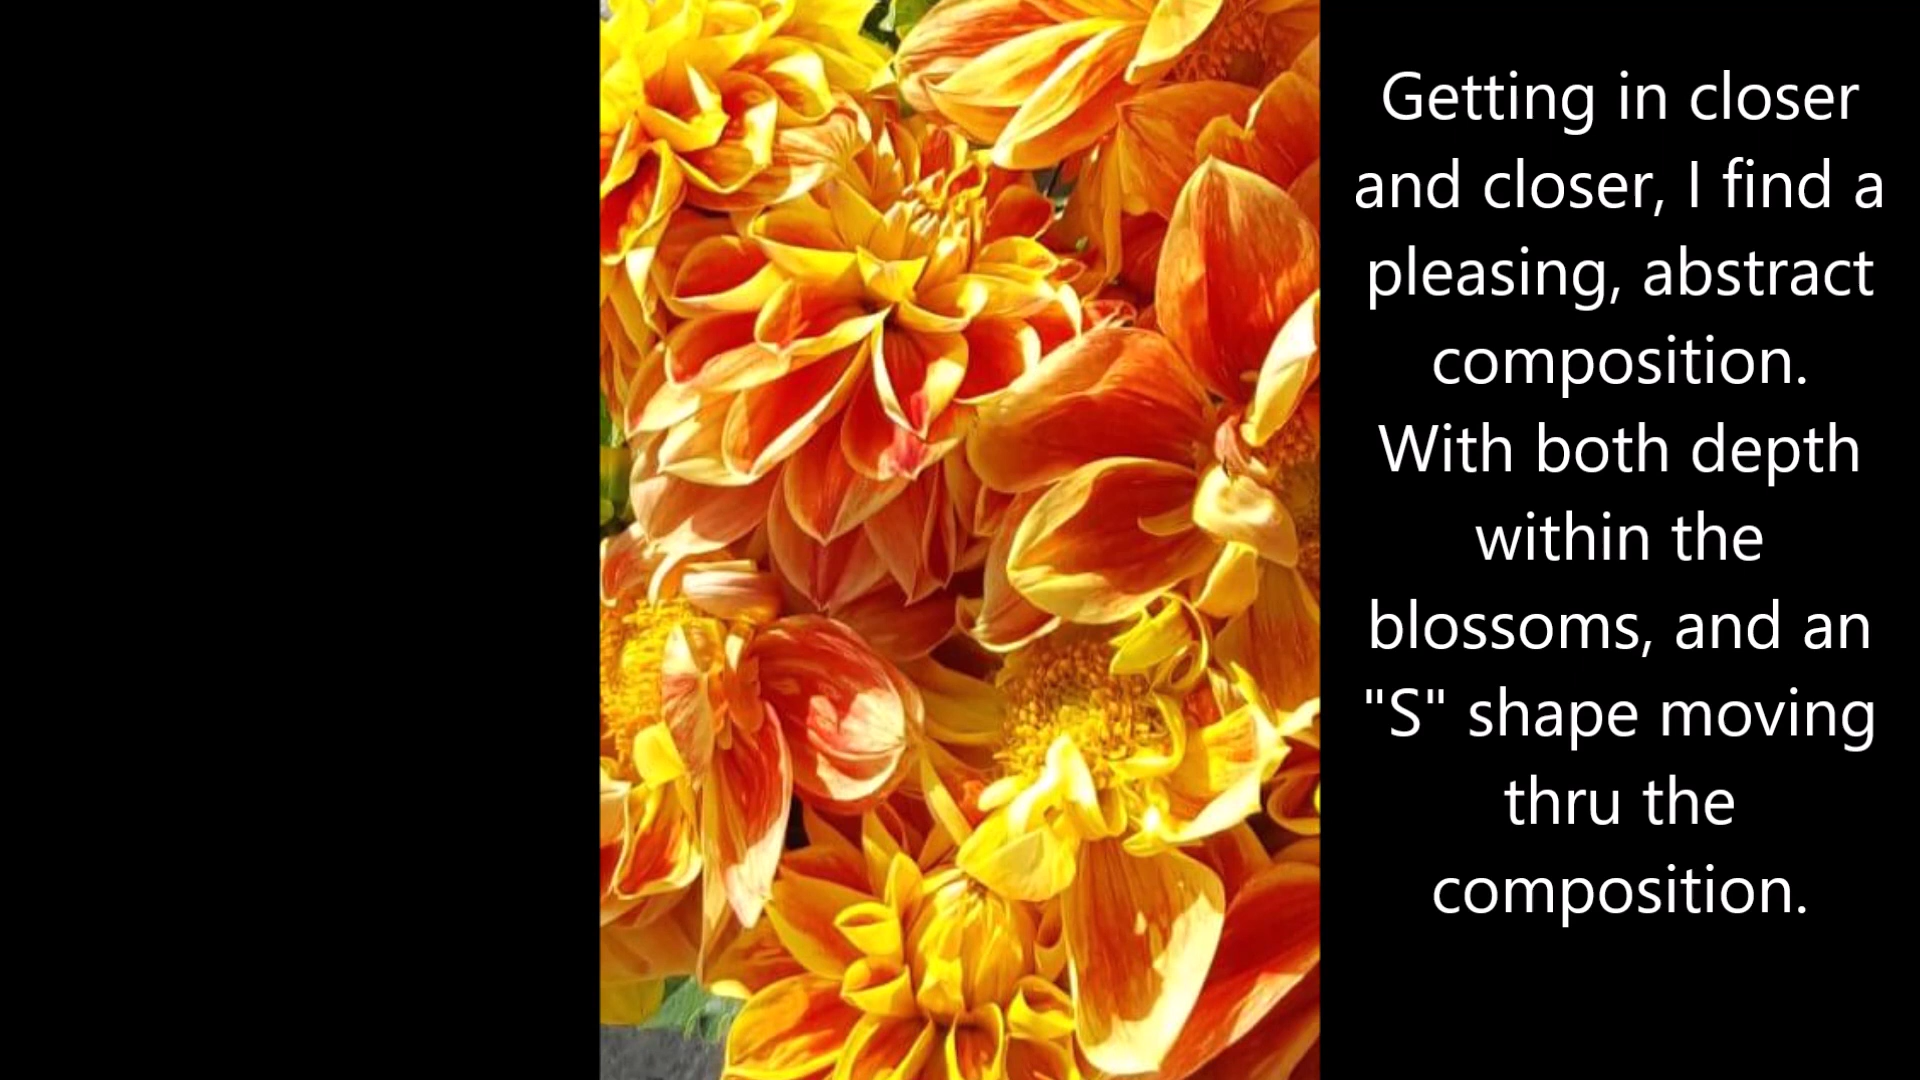 Getting in closer
and closer, I find a
pleasing, abstract
composition.
With both depth
within the
blossoms, and an
"S" shape moving
thru the
composition.